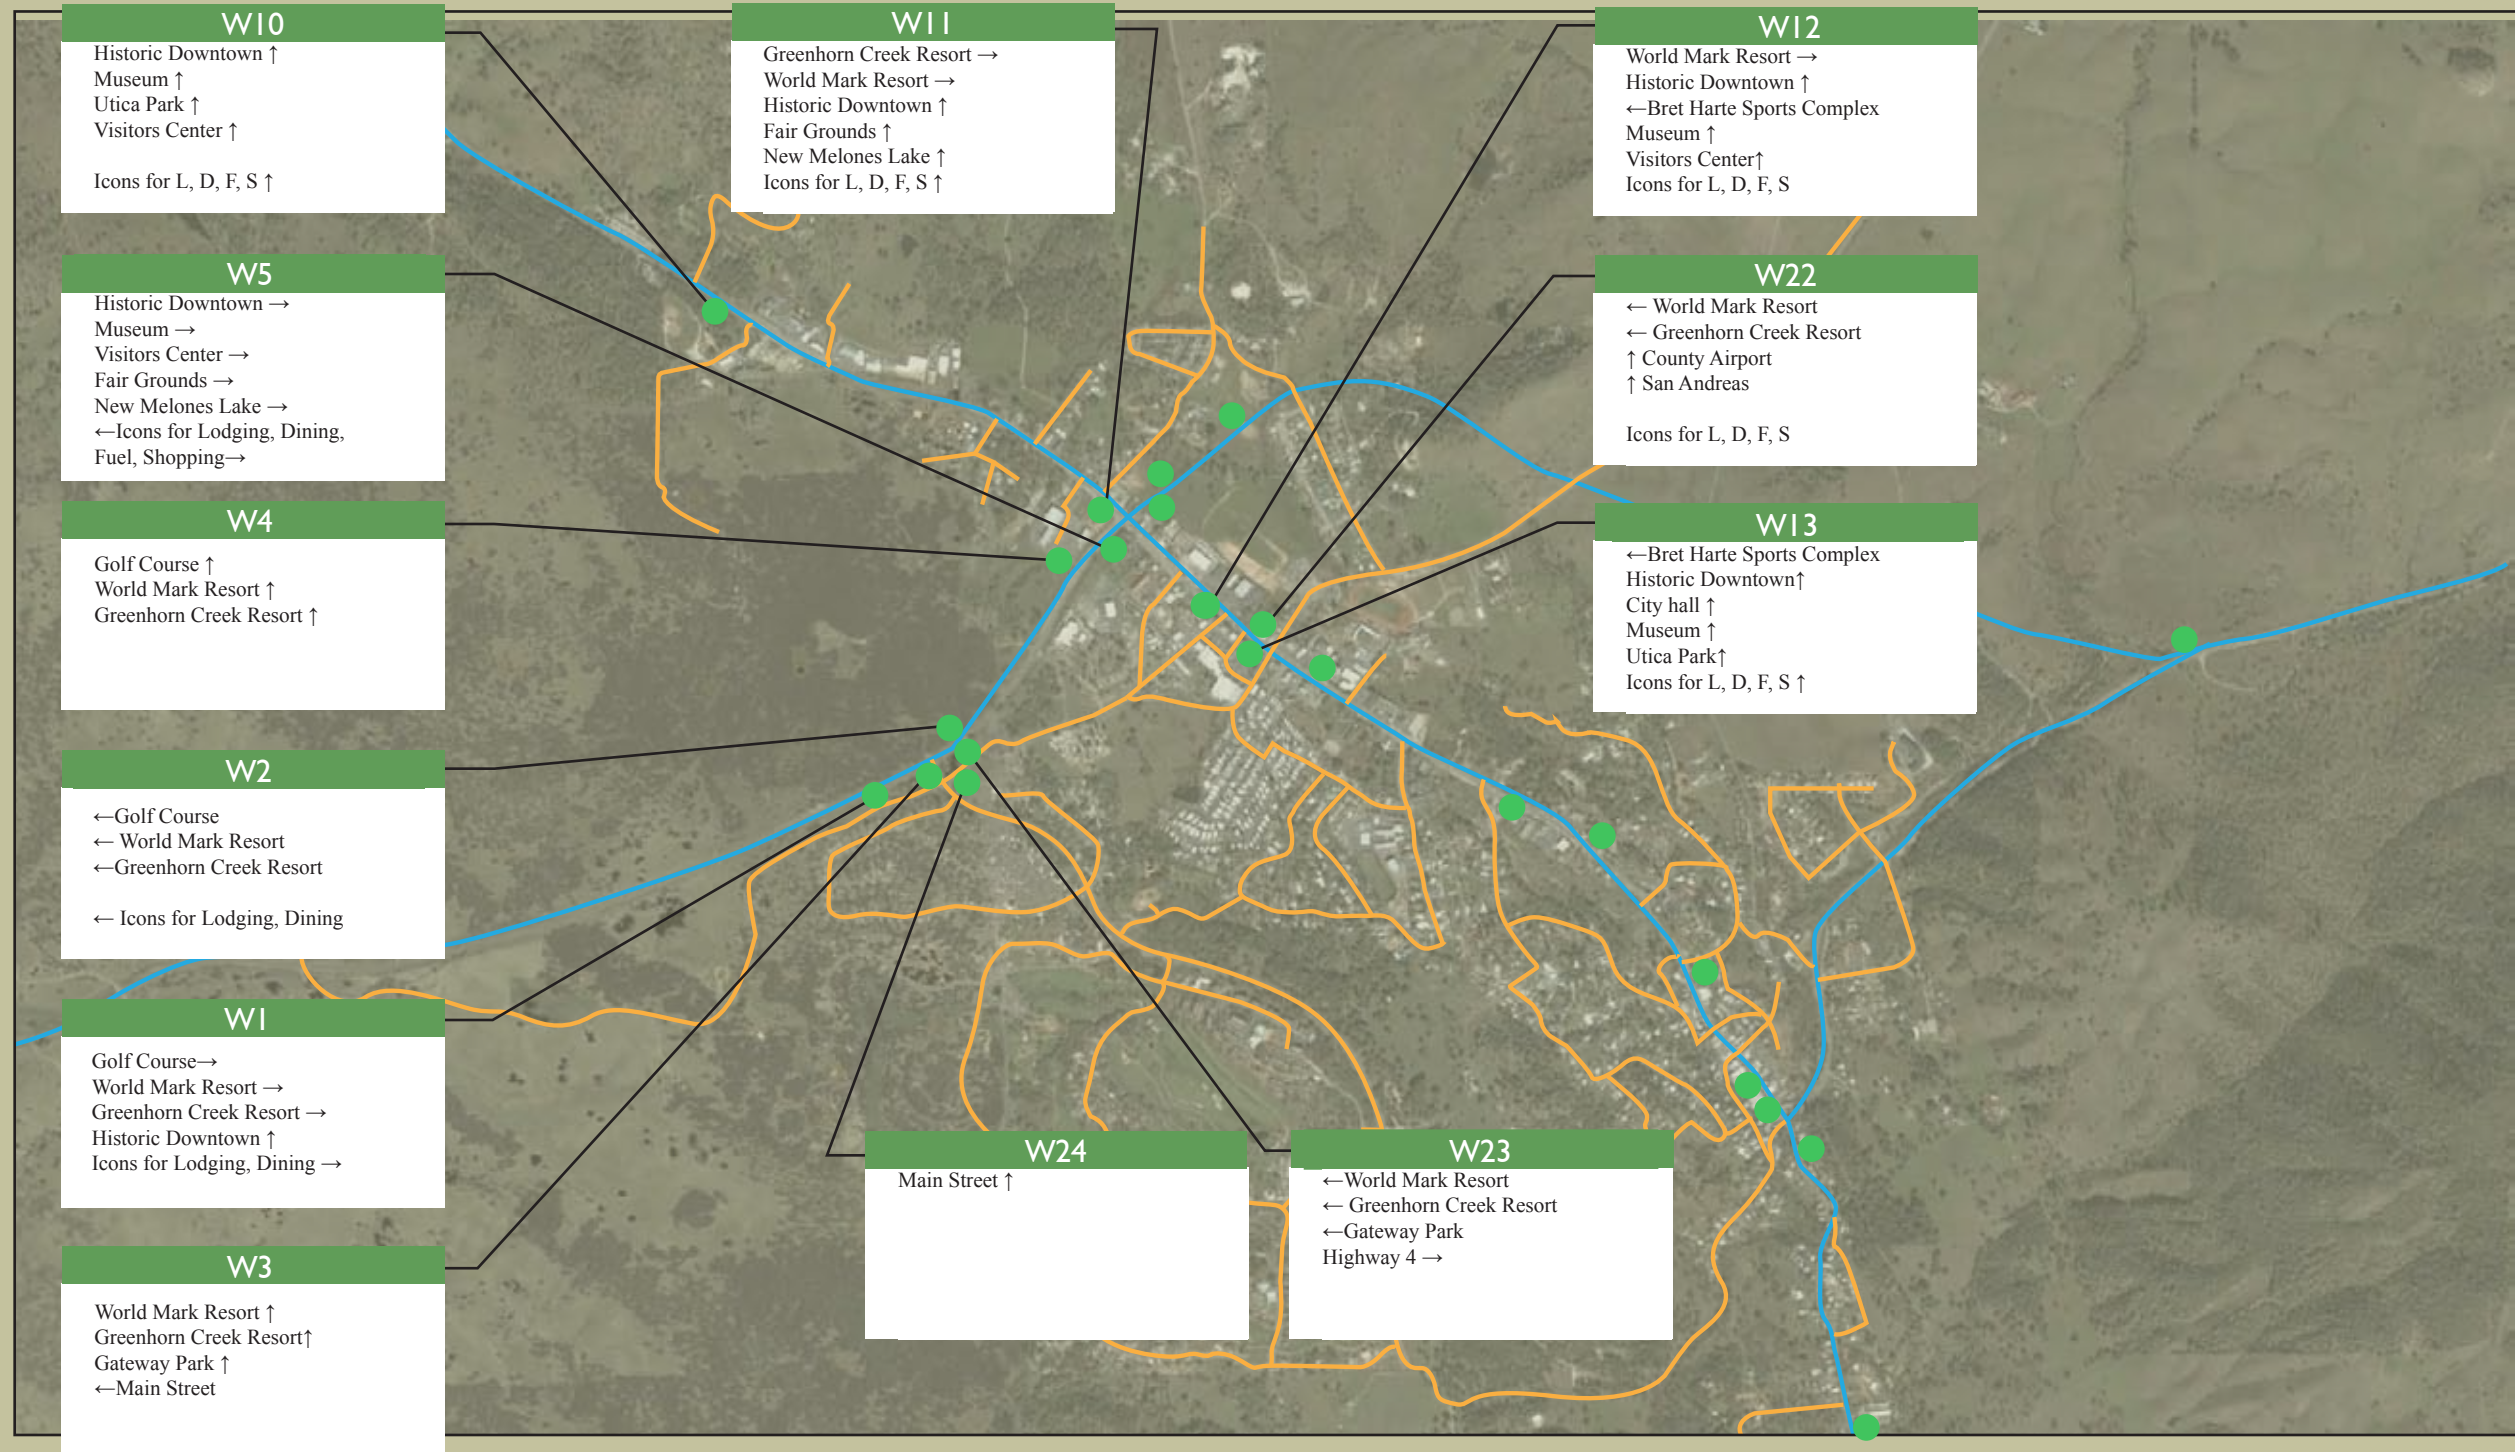 W10
Historic Downtown ↑
Museum ↑
Utica Park ↑
Visitors Center ↑
Icons for L, D, F, S ↑
W11
Greenhorn Creek Resort →
World Mark Resort →
Historic Downtown ↑
Fair Grounds ↑
New Melones Lake ↑
Icons for L, D, F, S ↑
W12
World Mark Resort →
Historic Downtown ↑
←Bret Harte Sports Complex
Museum ↑
Visitors Center↑
Icons for L, D, F, S
W5
Historic Downtown →
Museum →
Visitors Center →
Fair Grounds →
New Melones Lake →
←Icons for Lodging, Dining,
Fuel, Shopping→
W22
← World Mark Resort
← Greenhorn Creek Resort
↑ County Airport
↑ San Andreas
Icons for L, D, F, S
W4
Golf Course ↑
World Mark Resort ↑
Greenhorn Creek Resort ↑
W13
←Bret Harte Sports Complex
Historic Downtown↑
City hall ↑
Museum ↑
Utica Park↑
Icons for L, D, F, S ↑
W2
←Golf Course
← World Mark Resort
←Greenhorn Creek Resort
← Icons for Lodging, Dining
W1
Golf Course→
World Mark Resort →
Greenhorn Creek Resort →
Historic Downtown ↑
Icons for Lodging, Dining →
W24
Main Street ↑
W23
←World Mark Resort
← Greenhorn Creek Resort
←Gateway Park
Highway 4 →
W3
World Mark Resort ↑
Greenhorn Creek Resort↑
Gateway Park ↑
←Main Street